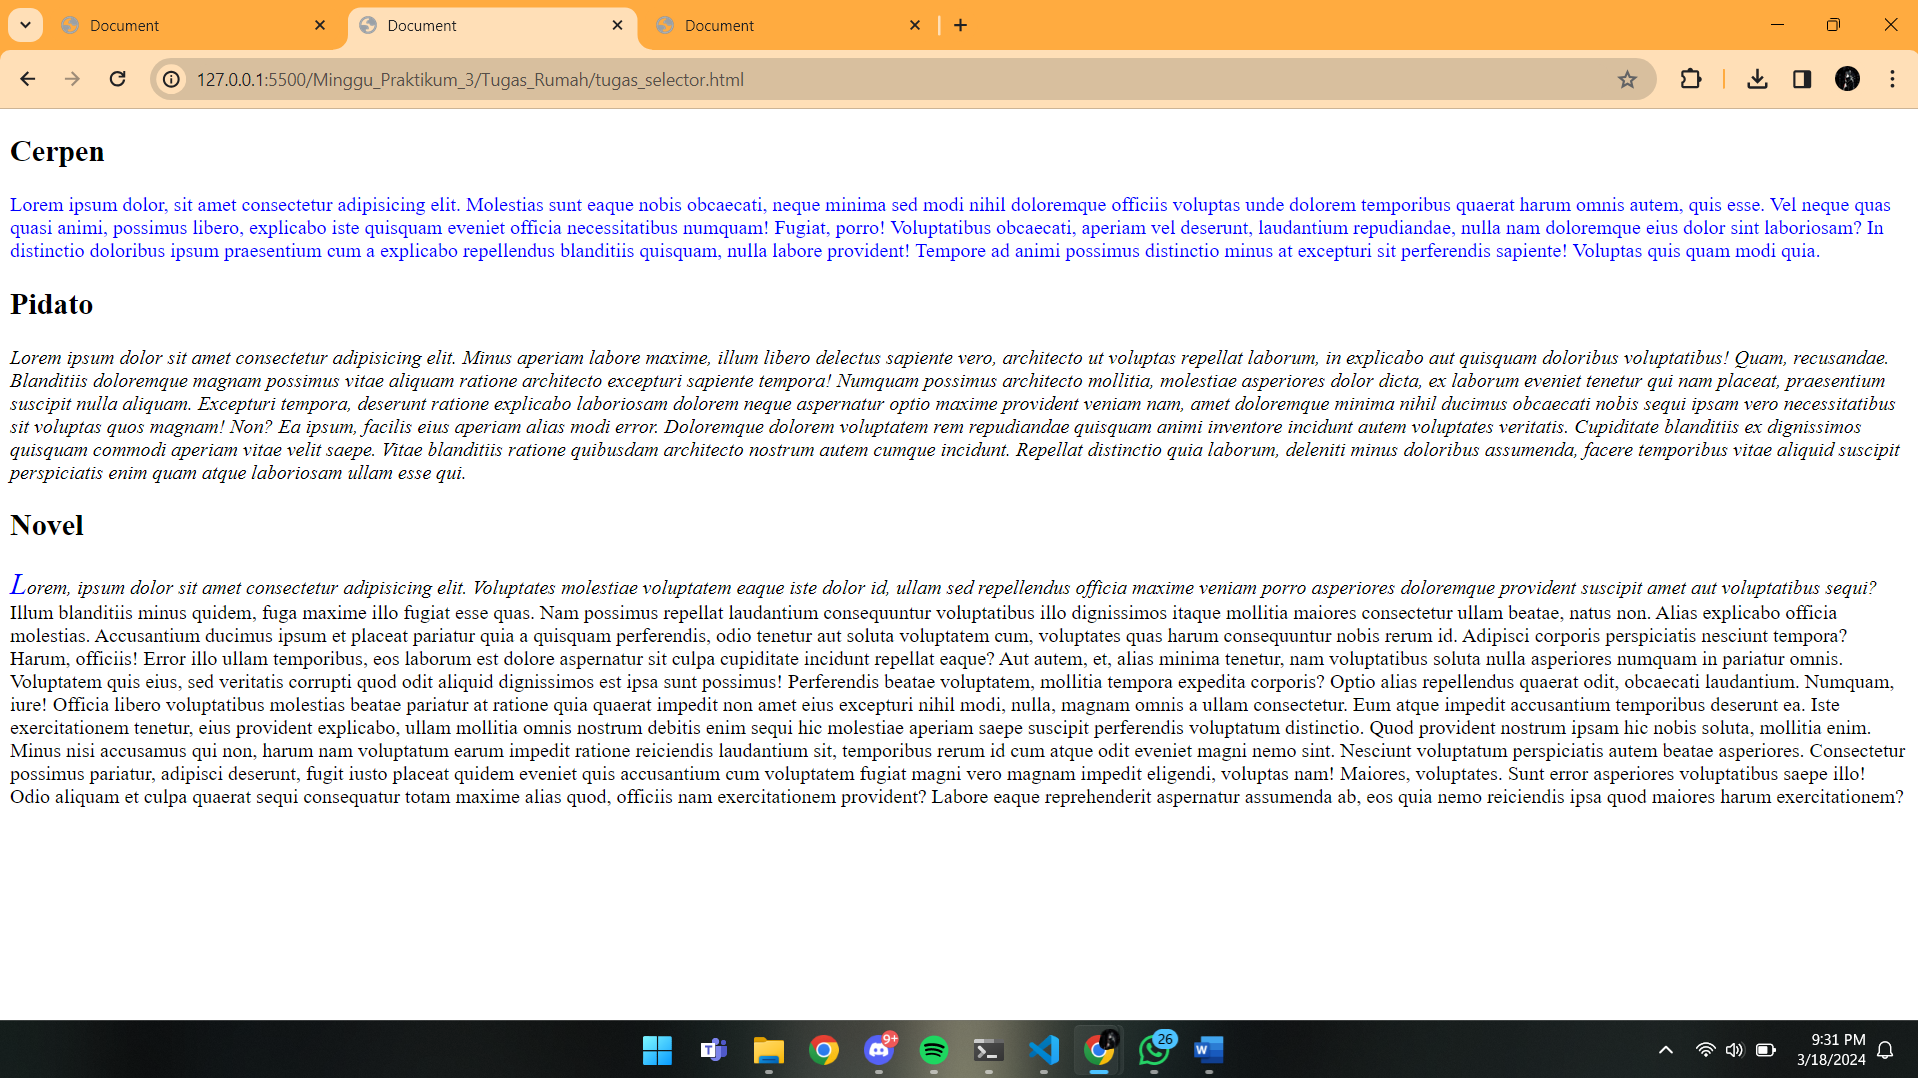 Document
Document
Document
127.0.0.1:5500/Minggu_Praktikum_3/Tugas_Rumah/tugas_selector.html
Cerpen
Lorem ipsum dolor, sit amet consectetur adipisicing elit. Molestias sunt eaque nobis obcaecati, neque minima sed modi nihil doloremque officiis voluptas unde dolorem temporibus quaerat harum omnis autem, quis esse. Vel neque quas
quasi animi, possimus libero, explicabo iste quisquam eveniet officia necessitatibus numquam! Fugiat, porro! Voluptatibus obcaecati, aperiam vel deserunt, laudantium repudiandae, nulla nam doloremque eius dolor sint laboriosam? In
distinctio doloribus ipsum praesentium cum a explicabo repellendus blanditiis quisquam, nulla labore provident! Tempore ad animi possimus distinctio minus at excepturi sit perferendis sapiente! Voluptas quis quam modi quia.
Pidato
Lorem ipsum dolor sit amet consectetur adipisicing elit. Minus aperiam labore maxime, illum libero delectus sapiente vero, architecto ut voluptas repellat laborum, in explicabo aut quisquam doloribus voluptatibus! Quam, recusandae.
Blanditiis doloremque magnam possimus vitae aliquam ratione architecto excepturi sapiente tempora! Numquam possimus architecto mollitia, molestiae asperiores dolor dicta, ex laborum eveniet tenetur qui nam placeat, praesentium
suscipit nulla aliquam. Excepturi tempora, deserunt ratione explicabo laboriosam dolorem neque aspernatur optio maxime provident veniam nam, amet doloremque minima nihil ducimus obcaecati nobis sequi ipsam vero necessitatibus
sit voluptas quos magnam! Non? Ea ipsum, facilis eius aperiam alias modi error. Doloremque dolorem voluptatem rem repudiandae quisquam animi inventore incidunt autem voluptates veritatis. Cupiditate blanditiis ex dignissimos
quisquam commodi aperiam vitae velit saepe. Vitae blanditiis ratione quibusdam architecto nostrum autem cumque incidunt. Repellat distinctio quia laborum, deleniti minus doloribus assumenda, facere temporibus vitae aliquid suscipit
perspiciatis enim quam atque laboriosam ullam esse qui.
Novel
Lorem, ipsum dolor sit amet consectetur adipisicing elit. Voluptates molestiae voluptatem eaque iste dolor id, ullam sed repellendus officia maxime veniam porro asperiores doloremque provident suscipit amet aut voluptatibus sequi?
Illum blanditiis minus quidem, fuga maxime illo fugiat esse quas. Nam possimus repellat laudantium consequuntur voluptatibus illo dignissimos itaque mollitia maiores consectetur ullam beatae, natus non. Alias explicabo officia
molestias. Accusantium ducimus ipsum et placeat pariatur quia a quisquam perferendis, odio tenetur aut soluta voluptatem cum, voluptates quas harum consequuntur nobis rerum id. Adipisci corporis perspiciatis nesciunt tempora?
Harum, officiis! Error illo ullam temporibus, eos laborum est dolore aspernatur sit culpa cupiditate incidunt repellat eaque? Aut autem, et, alias minima tenetur, nam voluptatibus soluta nulla asperiores numquam in pariatur omnis.
Voluptatem quis eius, sed veritatis corrupti quod odit aliquid dignissimos est ipsa sunt possimus! Perferendis beatae voluptatem, mollitia tempora expedita corporis? Optio alias repellendus quaerat odit, obcaecati laudantium. Numquam,
iure! Officia libero voluptatibus molestias beatae pariatur at ratione quia quaerat impedit non amet eius excepturi nihil modi, nulla, magnam omnis a ullam consectetur. Eum atque impedit accusantium temporibus deserunt ea. Iste
exercitationem tenetur, eius provident explicabo, ullam mollitia omnis nostrum debitis enim sequi hic molestiae aperiam saepe suscipit perferendis voluptatum distinctio. Quod provident nostrum ipsam hic nobis soluta, mollitia enim.
Minus nisi accusamus qui non, harum nam voluptatum earum impedit ratione reiciendis laudantium sit, temporibus rerum id cum atque odit eveniet magni nemo sint. Nesciunt voluptatum perspiciatis autem beatae asperiores. Consectetur
possimus pariatur, adipisci deserunt, fugit iusto placeat quidem eveniet quis accusantium cum voluptatem fugiat magni vero magnam impedit eligendi, voluptas nam! Maiores, voluptates. Sunt error asperiores voluptatibus saepe illo!
Odio aliquam et culpa quaerat sequi consequatur totam maxime alias quod, officiis nam exercitationem provident? Labore eaque reprehenderit aspernatur assumenda ab, eos quia nemo reiciendis ipsa quod maiores harum exercitationem?
T
9+
26
W
9:31 PM
3/18/2024